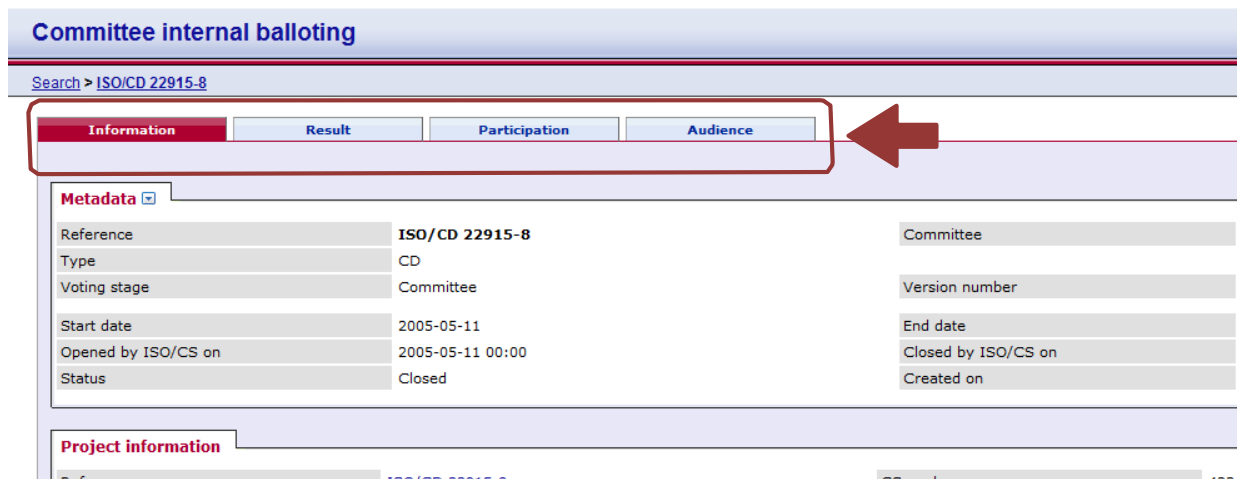 Committee internal balloting
Search > ISO/CD 22915-8
Information Result Participation Audience
Metadata
Reference ISO/CD 22915-8 Committee
Type CD
Voting stage Committee Version number
Start date 2005-05-11 End date
Opened by ISO/CS on 2005-05-11 00:00 Closed by ISO/CS on
Status Closed Created on
Project information